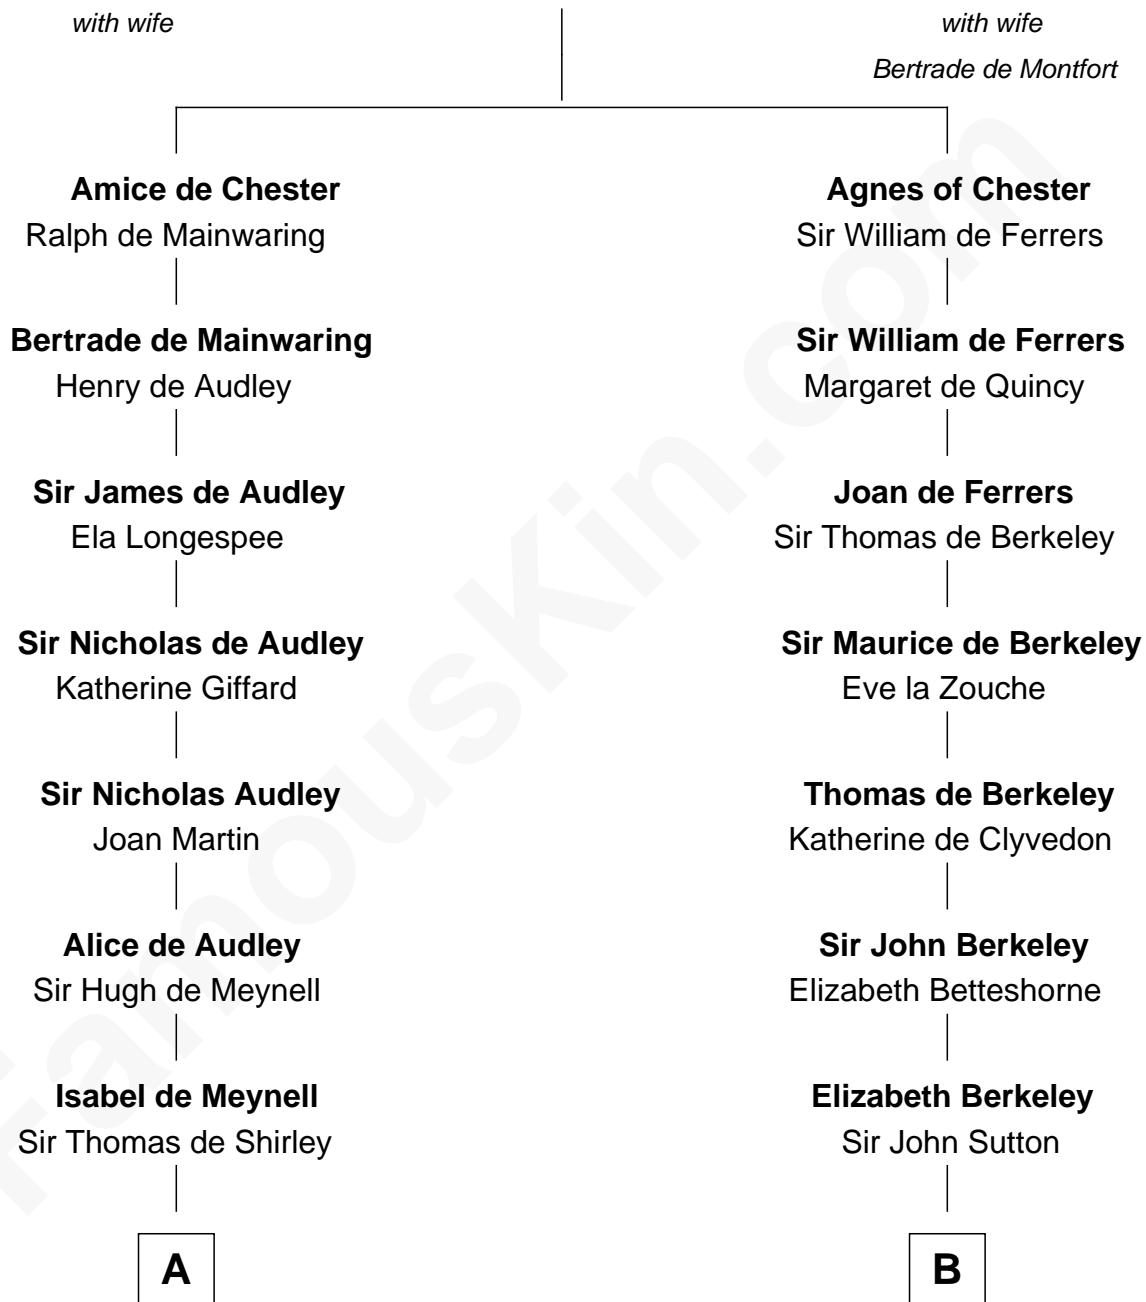 with wife
with wife
Bertrade de Montfort
Amice de Chester
Ralph de Mainwaring
Agnes of Chester
Sir William de Ferrers
Bertrade de Mainwaring
Henry de Audley
Sir William de Ferrers
Margaret de Quincy
Sir James de Audley
Ela Longespee
Joan de Ferrers
Sir Thomas de Berkeley
Sir Nicholas de Audley
Katherine Giffard
Sir Maurice de Berkeley
Eve la Zouche
Sir Nicholas Audley
Joan Martin
Thomas de Berkeley
Katherine de Clyvedon
Alice de Audley
Sir Hugh de Meynell
Sir John Berkeley
Elizabeth Betteshorne
Isabel de Meynell
Sir Thomas de Shirley
Elizabeth Berkeley
Sir John Sutton
A
B
FamousKin.com